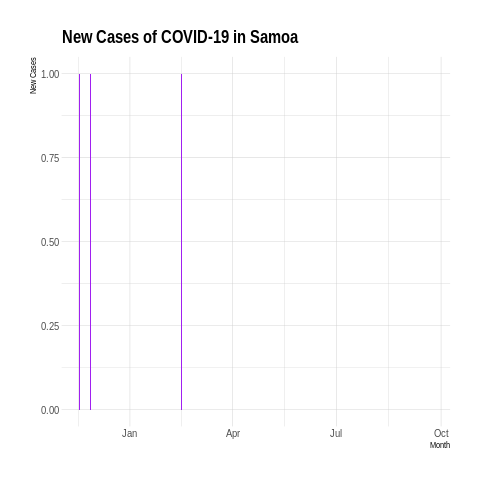 New Cases of COVID-19 in Samoa
New Cases
1.00
0.75
0.50
0.25
0.00
Jan Apr Jul Oct
Month